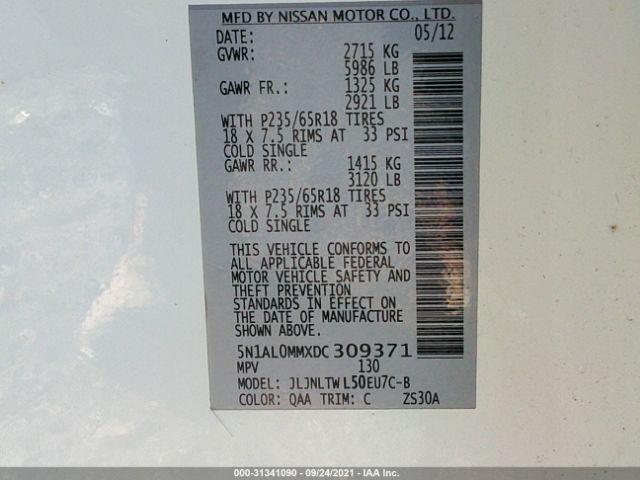 MFD BY NISSAN MOTOR CO., LTD.
DATE: 05/12
GVWR: 2715 KG
5986 LB
GAWR FR.: 1325 KG
2921 LB
WITH P235/65R18 TIRES
18 X 7.5 RIMS AT 33 PSI
COLD SINGLE
GAWR RR.: 1415 KG
3120 LB
WITH P235/65R18 TIRES
18 X 7.5 RIMS AT 33 PSI
COLD SINGLE
THIS VEHICLE CONFORMS TO
ALL APPLICABLE FEDERAL
MOTOR VEHICLE SAFETY AND
THEFT PREVENTION
STANDARDS IN EFFECT ON
THE DATE OF MANUFACTURE
SHOWN ABOVE.
5N1AL0MMXDC 309371
MPV 130
MODEL: JLJNLTW L50EU7C-B
COLOR: QAA TRIM: C ZS30A
000-31341090 - 09/24/2021 - IAA Inc.